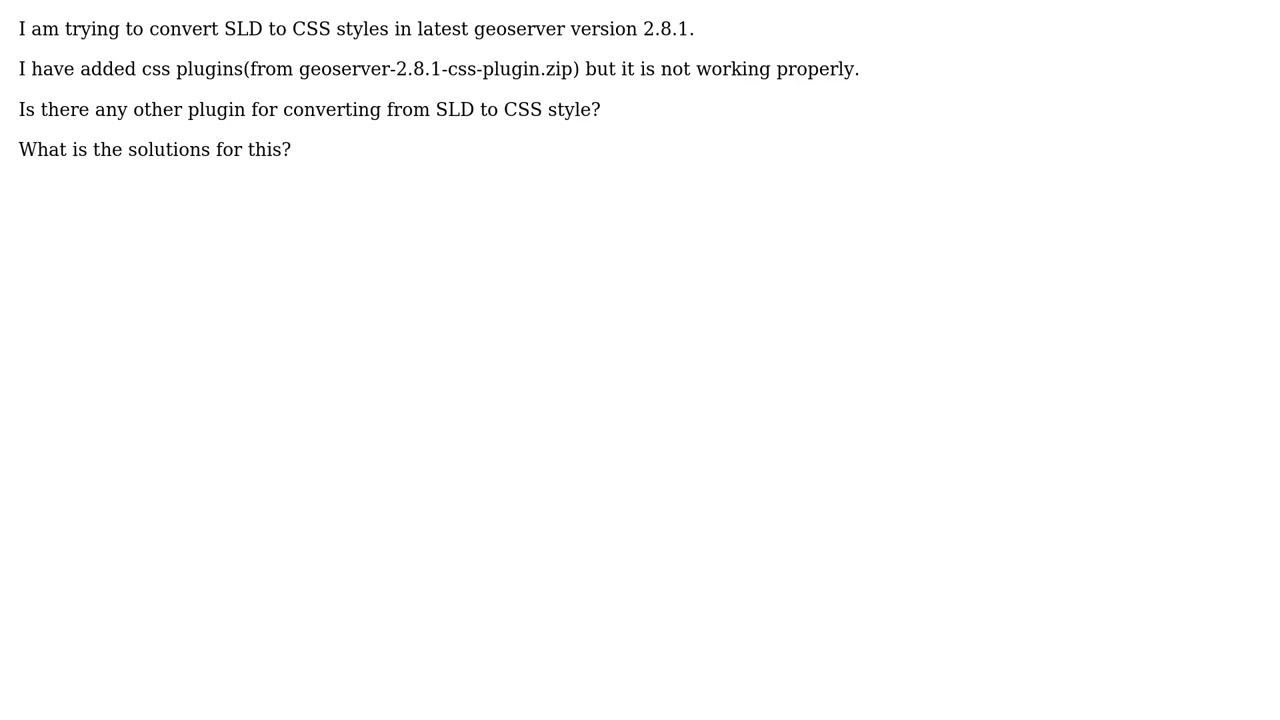 I am trying to convert SLD to CSS styles in latest geoserver version 2.8.1.
I have added css plugins(from geoserver-2.8.1-css-plugin.zip) but it is not working properly.
Is there any other plugin for converting from SLD to CSS style?
What is the solutions for this?